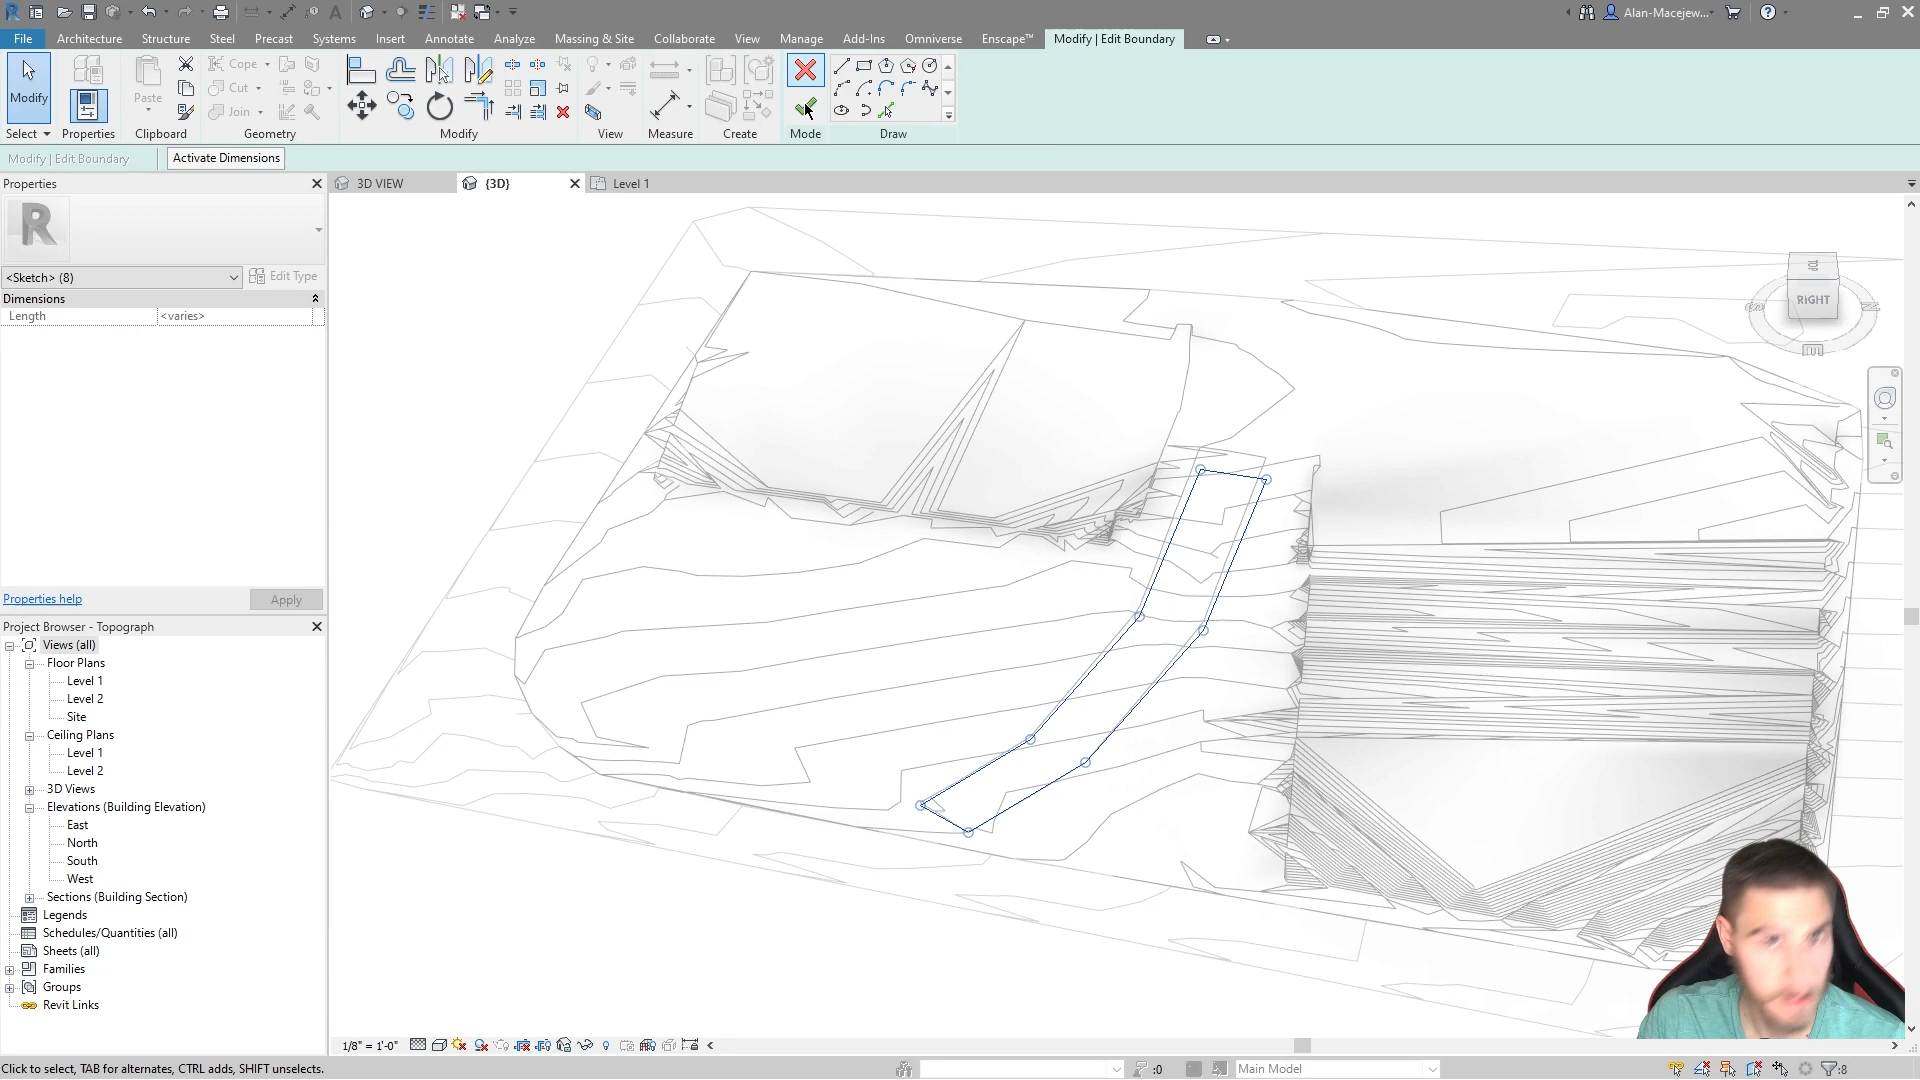 Alan-Macejew...
File Architecture Structure Steel Precast Systems Insert Annotate Analyze Massing & Site Collaborate View Manage Add-Ins Omniverse Enscape™ Modify | Edit Boundary
Modify
Paste
Cope
Cut
Join
Select Properties Clipboard Geometry Modify View Measure Create Mode Draw
Modify | Edit Boundary Activate Dimensions
Properties
3D VIEW {3D} Level 1
R
<Sketch> (8) Edit Type
Dimensions
Length <varies>
TOP
RIGHT
Properties help Apply
Project Browser - Topograph
Views (all)
Floor Plans
Level 1
Level 2
Site
Ceiling Plans
Level 1
Level 2
3D Views
Elevations (Building Elevation)
East
North
South
West
Sections (Building Section)
Legends
Schedules/Quantities (all)
Sheets (all)
Families
Groups
Revit Links
1/8" = 1'-0"
Click to select, TAB for alternates, CTRL adds, SHIFT unselects. :0 Main Model :8